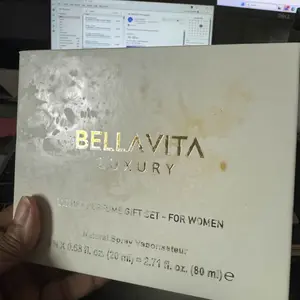 BELLAVITA
LUXURY
PERFUME GIFT SET - FOR WOMEN
Natural Spray Vaporisateur
X 0.68 fl. oz. (20 ml) = 2.71 fl. oz. (80 ml) e